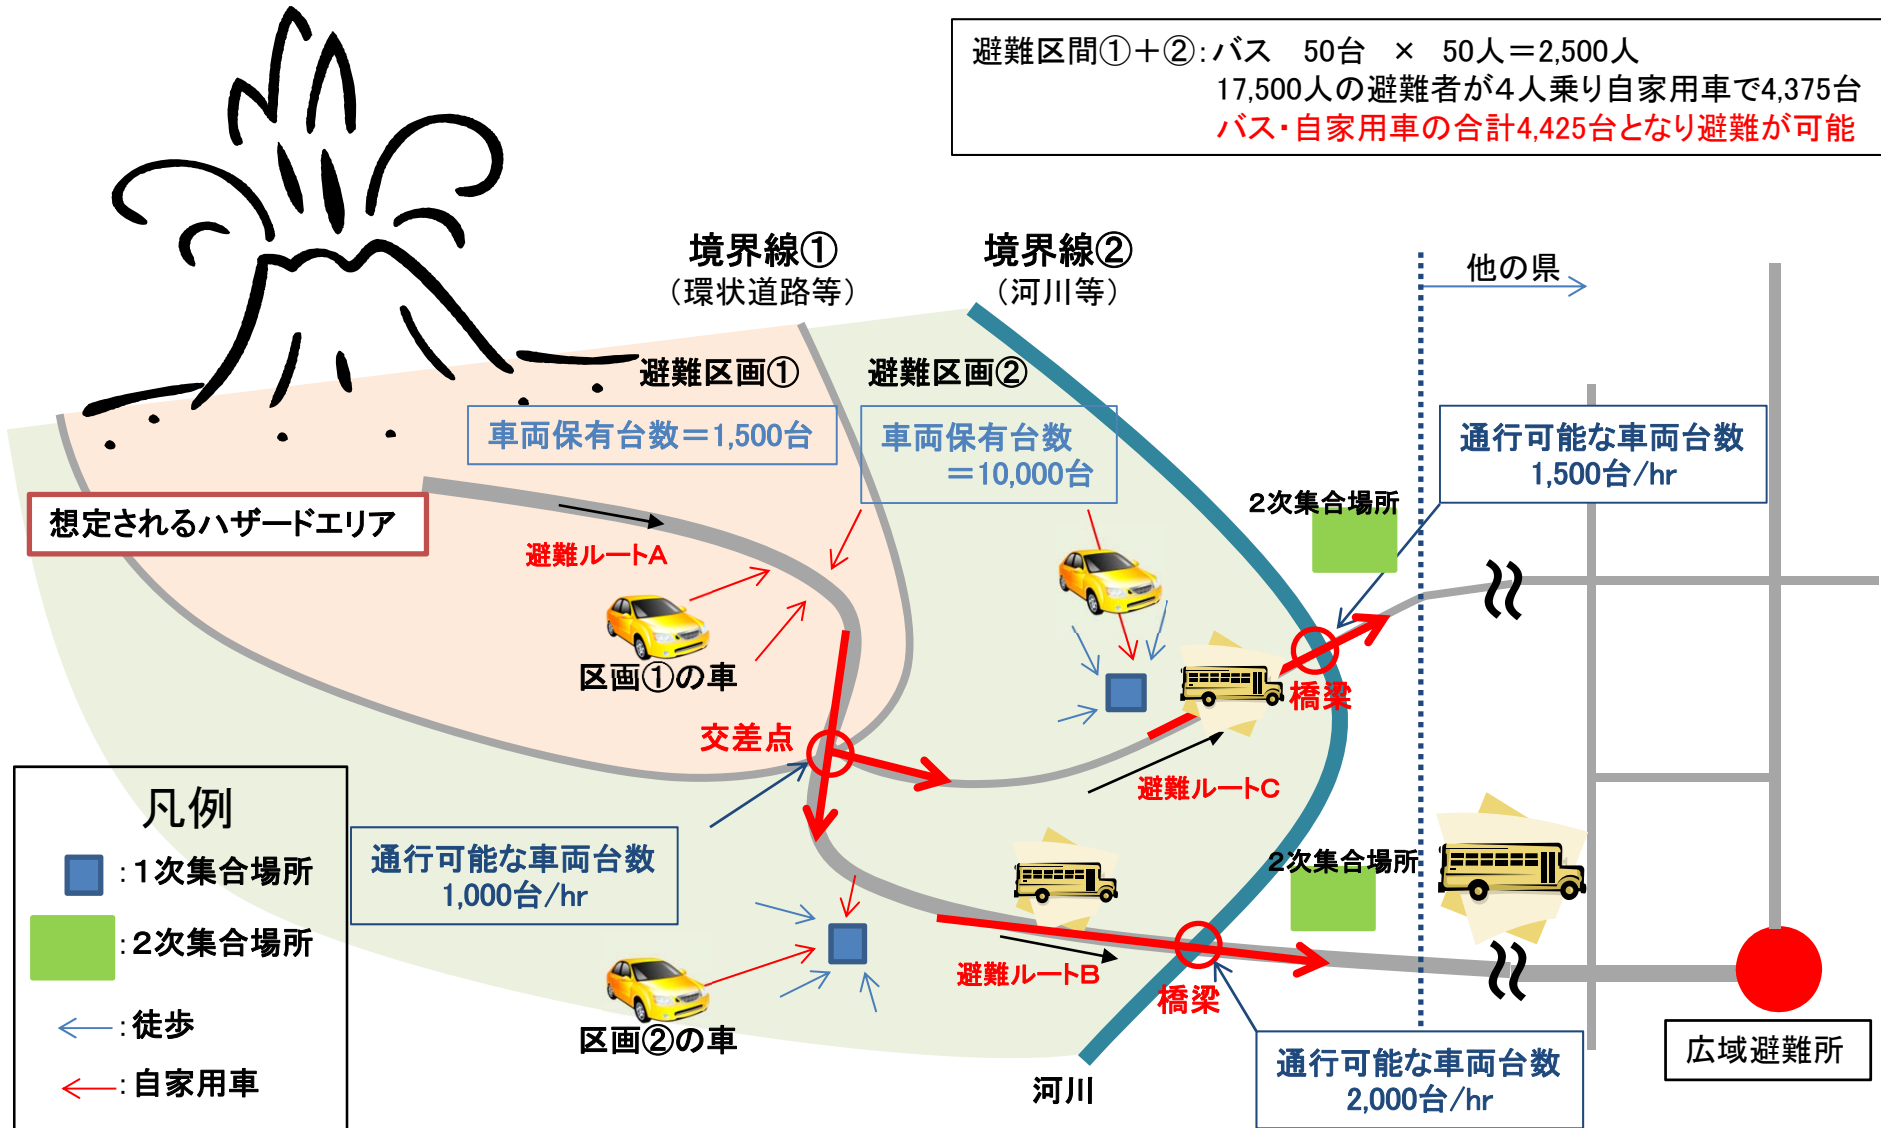 避難区間①＋②：バス　50台　×　50人＝2,500人
17,500人の避難者が４人乗り自家用車で4,375台
バス・自家用車の合計4,425台となり避難が可能
境界線①
（環状道路等）
境界線②
（河川等）
他の県
避難区画①
避難区画②
車両保有台数＝1,500台
車両保有台数
＝10,000台
通行可能な車両台数
1,500台/hr
想定されるハザードエリア
２次集合場所
避難ルートA
区画①の車
橋梁
交差点
避難ルートC
凡例
：１次集合場所
：２次集合場所
：徒歩
：自家用車
通行可能な車両台数
1,000台/hr
２次集合場所
避難ルートB
橋梁
区画②の車
河川
通行可能な車両台数
2,000台/hr
広域避難所